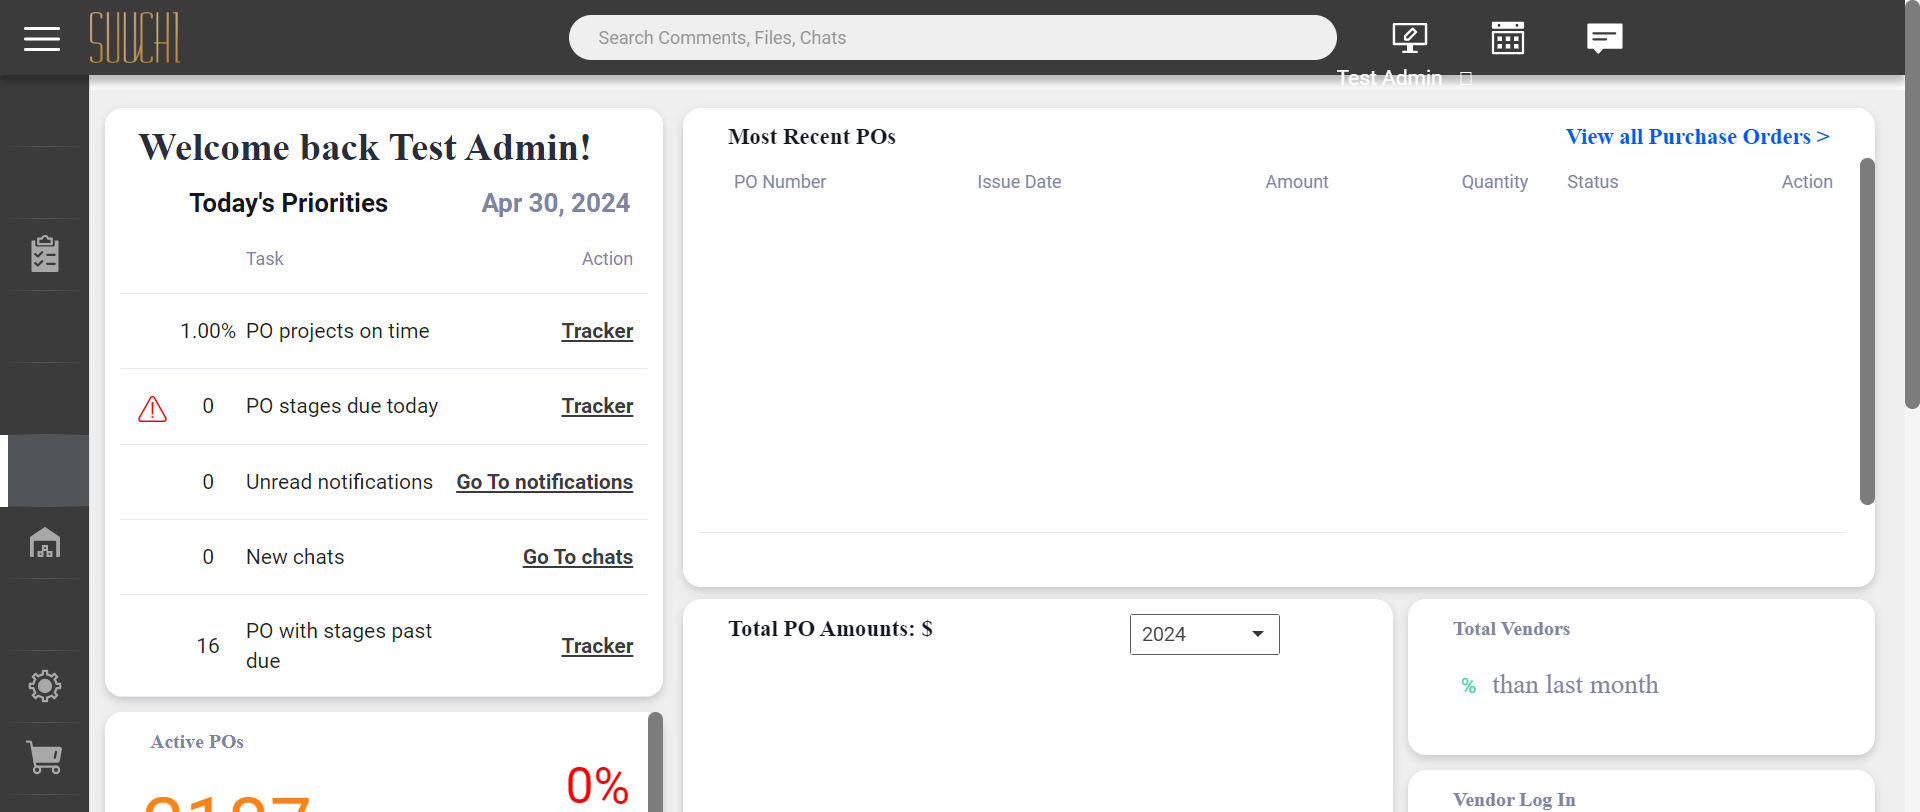 SUUCHI
Search Comments, Files, Chats
Test Admin
Welcome back Test Admin!
Today's Priorities
Apr 30, 2024
Task
Action
1.00% PO projects on time Tracker
0 PO stages due today Tracker
0 Unread notifications Go To notifications
0 New chats Go To chats
16 PO with stages past
due
Tracker
Active POs
0%
Most Recent POs
View all Purchase Orders >
PO Number Issue Date Amount Quantity Status Action
Total PO Amounts: $
2024
Total Vendors
% than last month
Vendor Log In